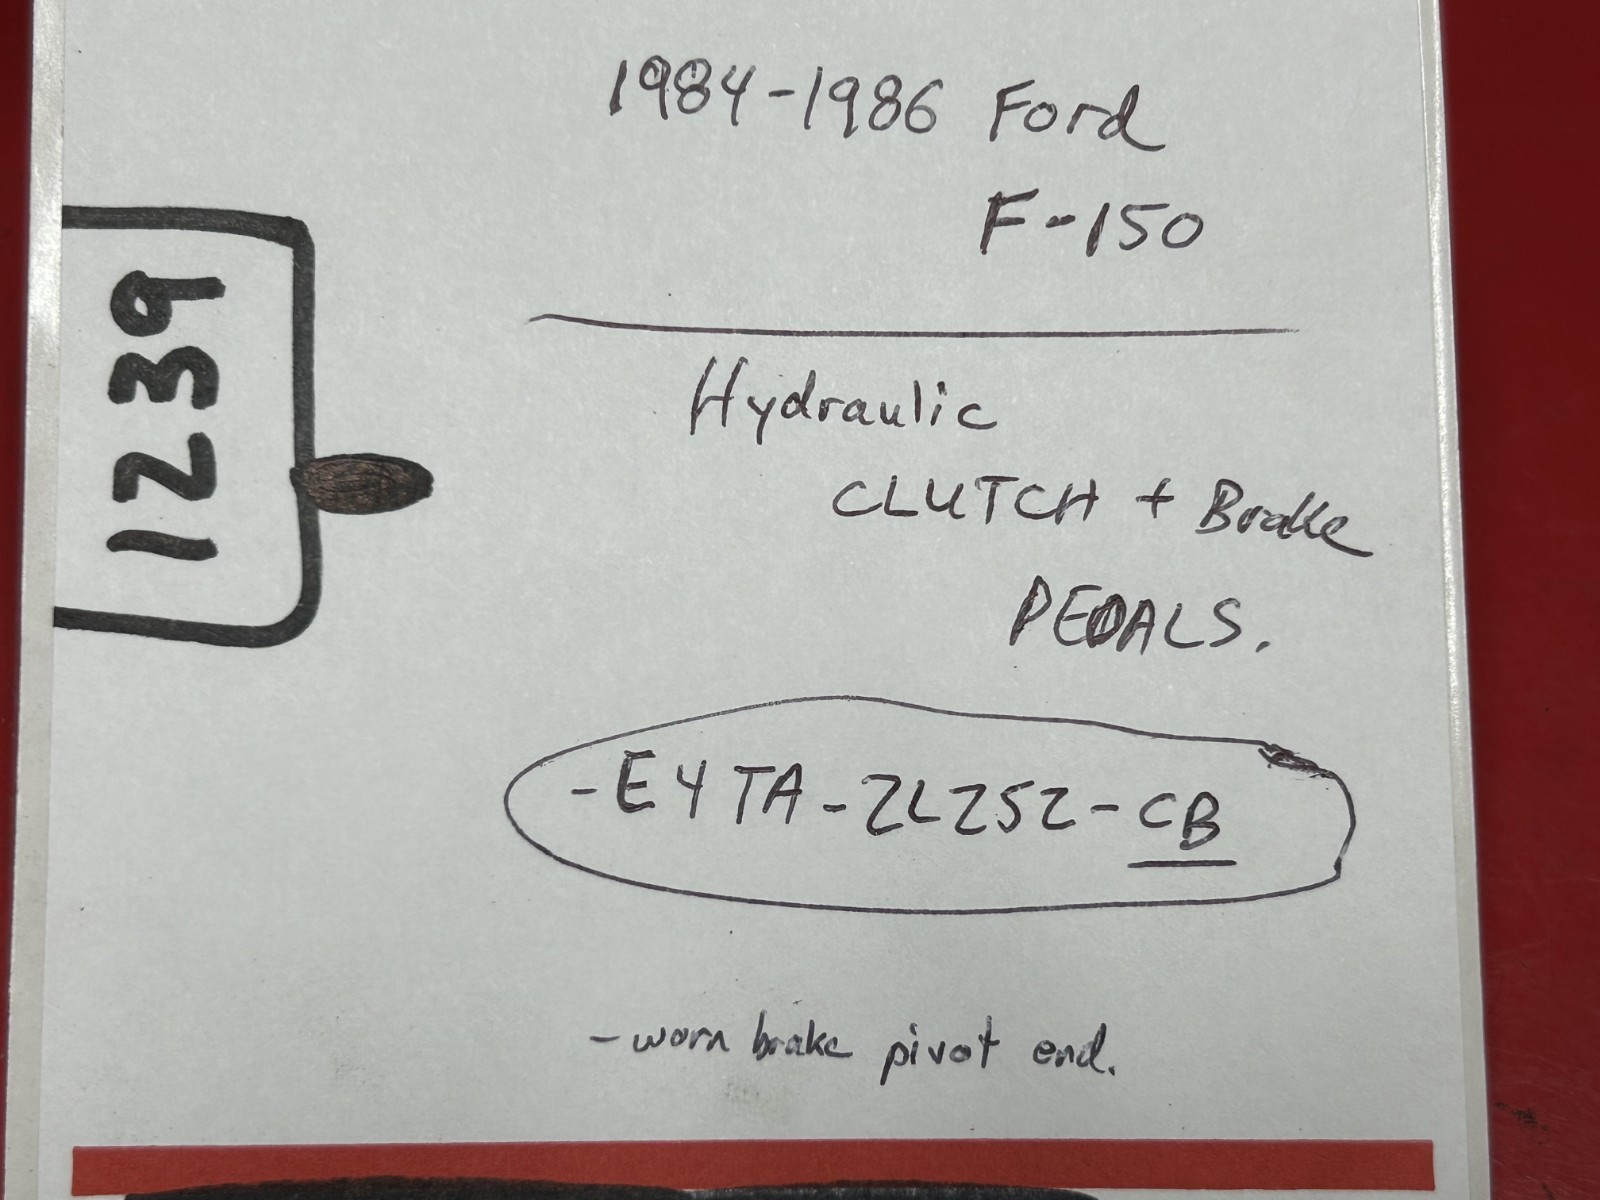 1984-1986 Ford
F-150
1239
Hydraulic
CLUTCH + Brake
PEDALS.
-E4TA-2L252-CB
-worn brake pivot end.